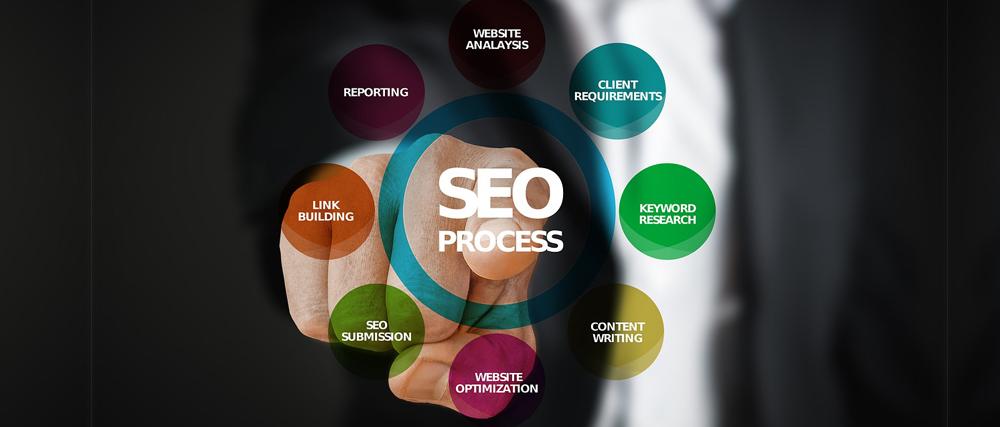 WEBSITE
ANALAYSIS
CLIENT
REQUIREMENTS
KEYWORD
RESEARCH
CONTENT
WRITING
WEBSITE
OPTIMIZATION
SEO
SUBMISSION
LINK
BUILDING
REPORTING
SEO
PROCESS